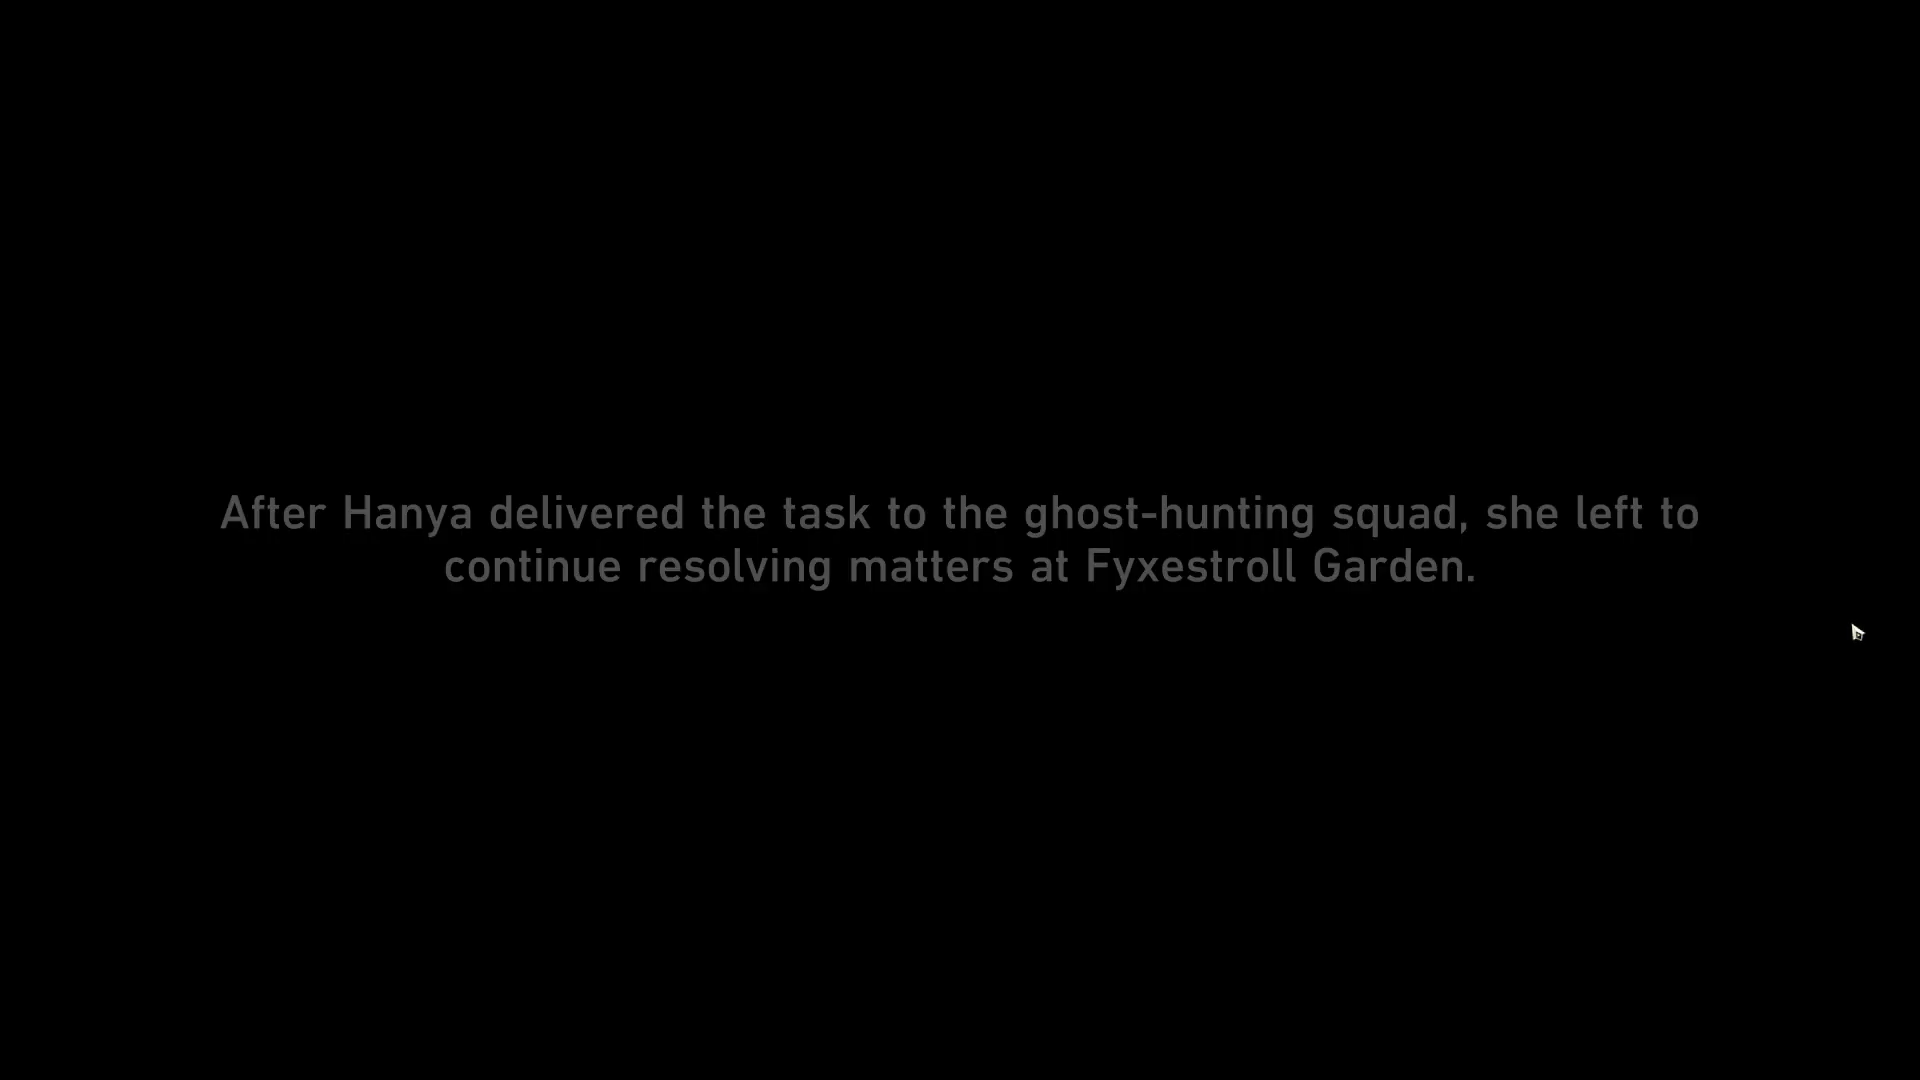 After Hanya delivered the task to the ghost-hunting squad, she left to
continue resolving matters at Fyxestroll Garden.